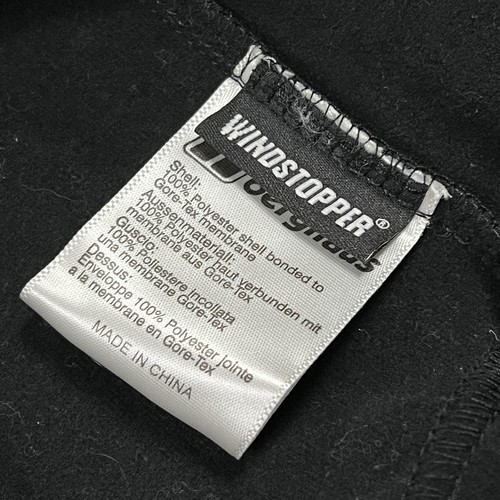 WINDSTOPPER®
berghaus
Shell:
100% Polyester shell bonded to
Gore-Tex membrane
Aussenmaterial:
100% Polyester haut verbunden mit
membrane aus Gore-Tex
Guscio:
100% Poliestere incollata
una membrane Gore-Tex
Dessus:
Enveloppe 100% Polyester jointe
a la membrane en Gore-Tex
MADE IN CHINA